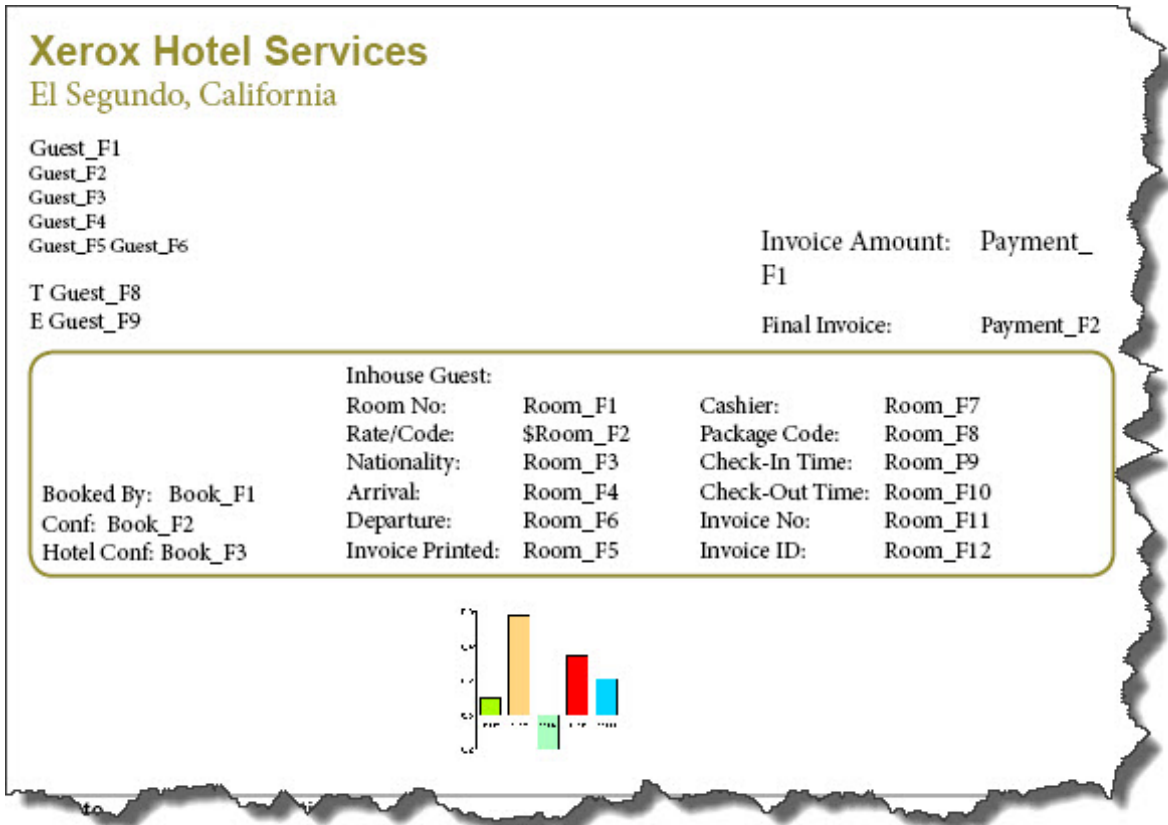 Xerox Hotel Services
El Segundo, California
Guest_F1
Guest_F2
Guest_F3
Guest_F4
Guest_F5 Guest_F6
T Guest_F8
E Guest_F9
Invoice Amount: Payment_
F1
Final Invoice: Payment_F2
Booked By: Book_F1
Conf: Book_F2
Hotel Conf: Book_F3
Inhouse Guest:
Room No: Room_F1
Rate/Code: $Room_F2
Nationality: Room_F3
Arrival: Room_F4
Departure: Room_F6
Invoice Printed: Room_F5
Cashier: Room_F7
Package Code: Room_F8
Check-In Time: Room_F9
Check-Out Time: Room_F10
Invoice No: Room_F11
Invoice ID: Room_F12